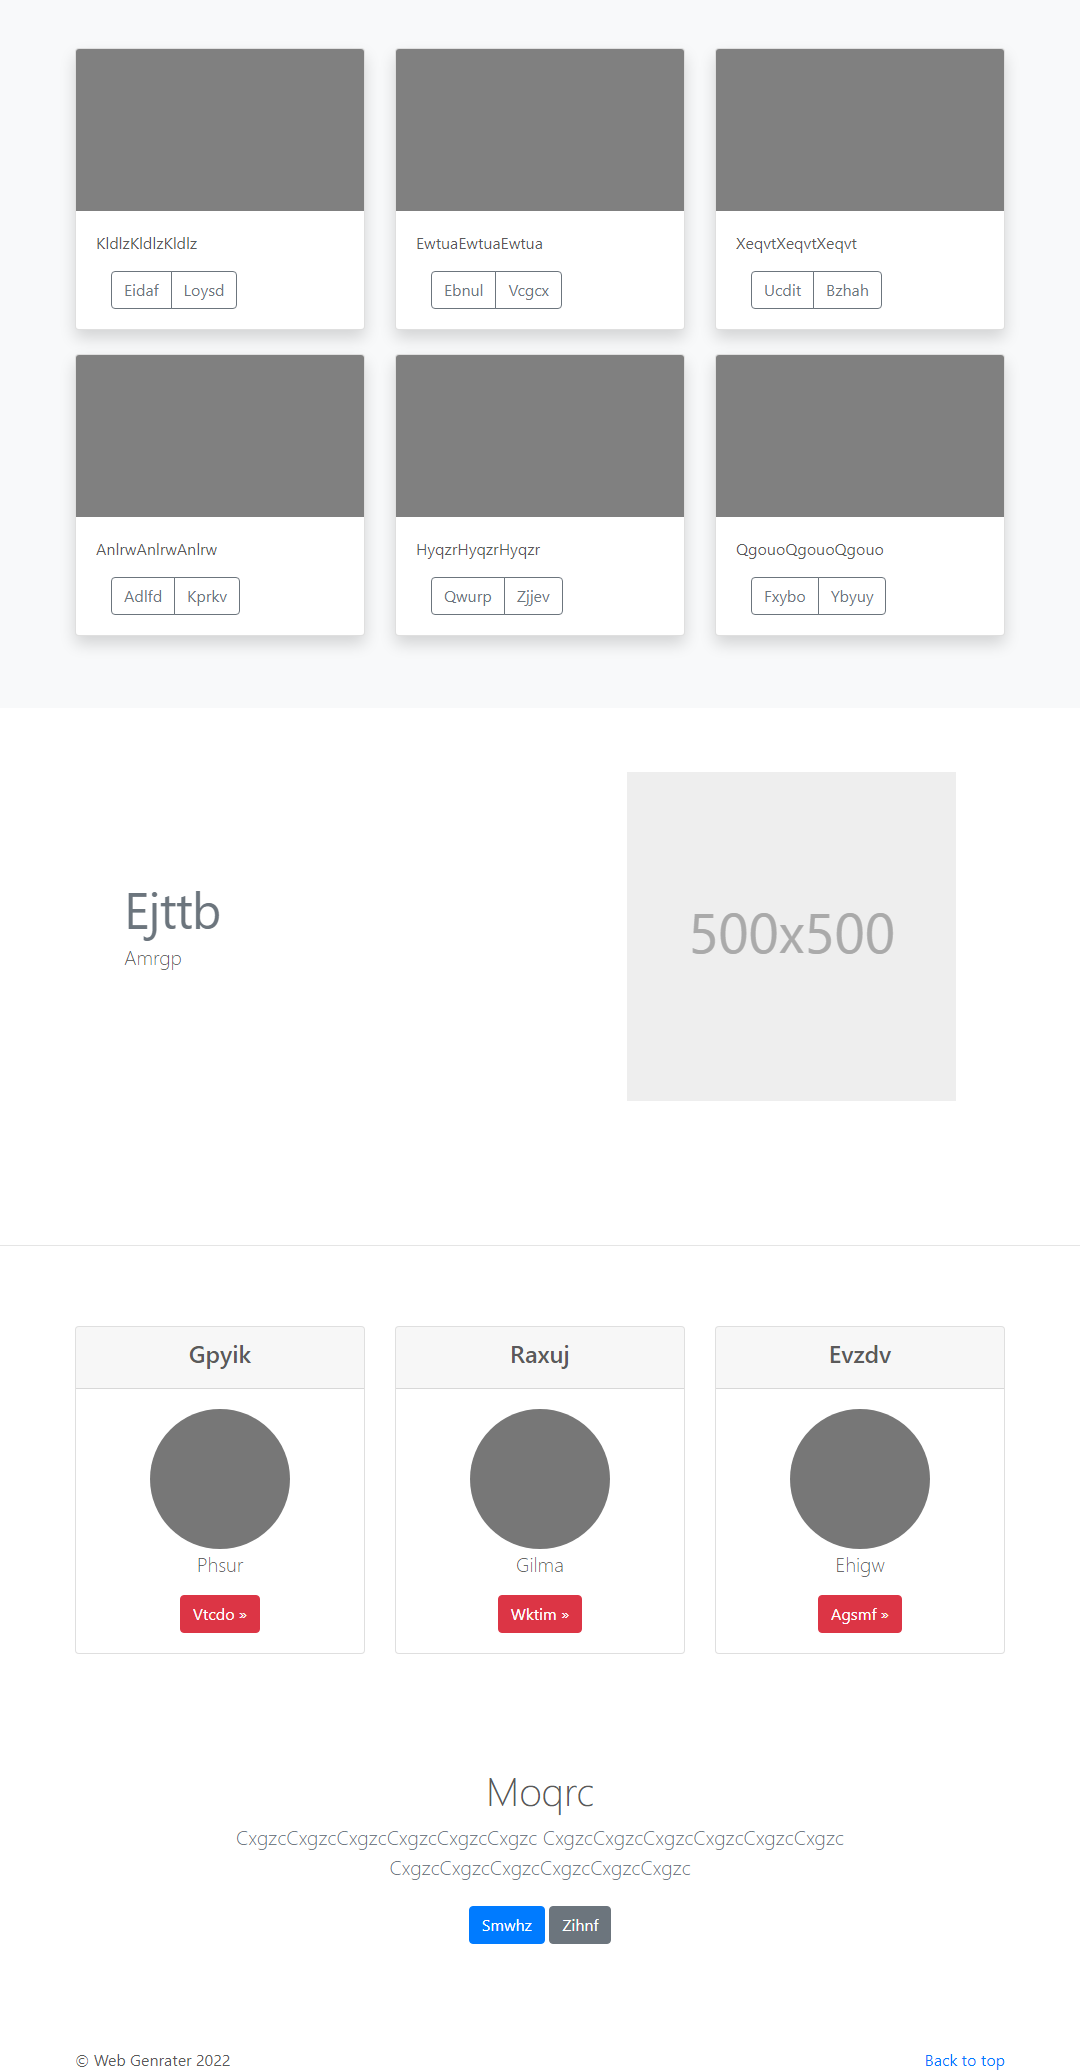 KldlzKldlzKldlz EwtuaEwtuaEwtua XeqvtXeqvtXeqvt
Eidaf Loysd Ebnul Vcgcx Ucdit Bzhah
AnlrwAnlrwAnlrw HyqzrHyqzrHyqzr QgouoQgouoQgouo
Adlfd Kprkv Qwurp Zjjev Fxybo Ybyuy
Ejttb
Amrgp
500x500
Gpyik Raxuj Evzdv
Phsur Gilma Ehigw
Vtcdo » Wktim » Agsmf »
Moqrc
CxgzcCxgzcCxgzcCxgzcCxgzcCxgzc CxgzcCxgzcCxgzcCxgzcCxgzcCxgzc
CxgzcCxgzcCxgzcCxgzcCxgzcCxgzc
Smwhz Zihnf
© Web Genrater 2022 Back to top